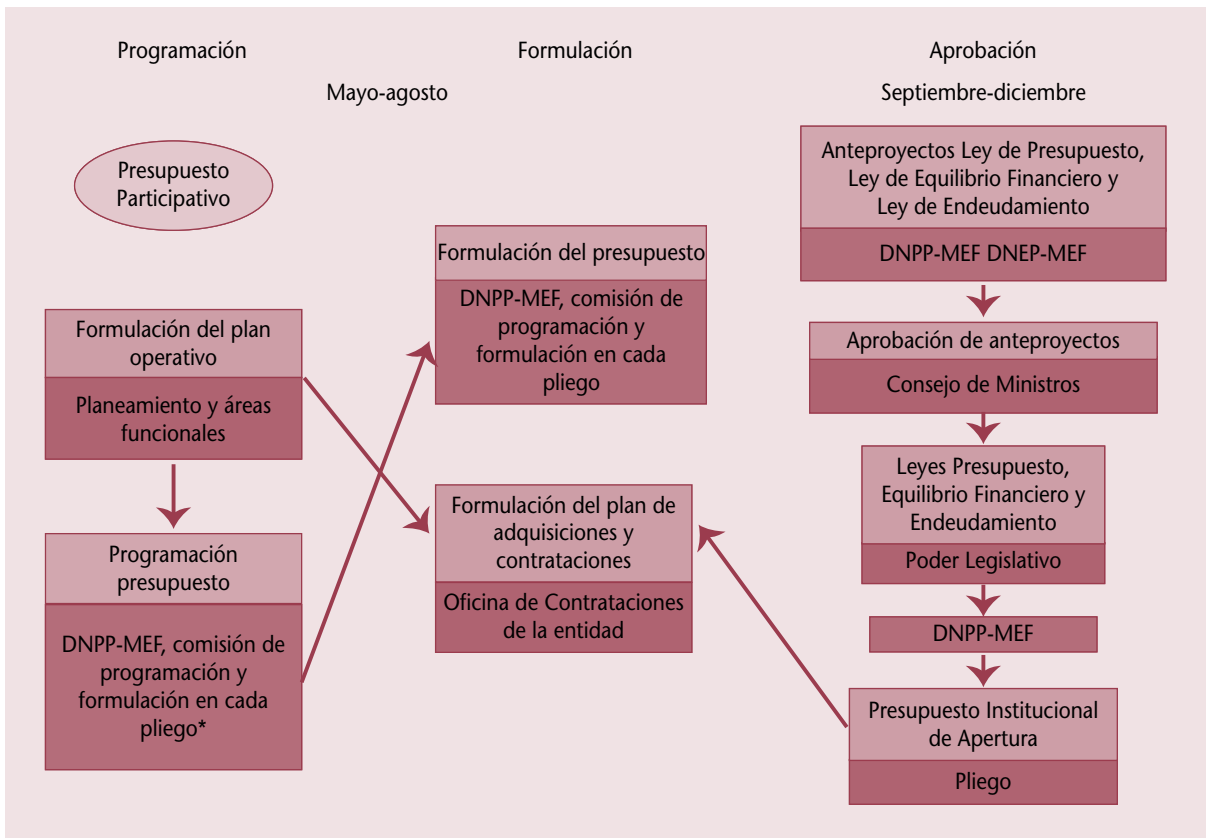 Programación
Formulación
Aprobación
Mayo-agosto
Septiembre-diciembre
Presupuesto
Participativo
Formulación del plan
operativo
Planeamiento y áreas
funcionales
Programación
presupuesto
DNPP-MEF, comisión de
programación y
formulación en cada
pliego*
Formulación del presupuesto
DNPP-MEF, comisión de
programación y
formulación en cada
pliego
Formulación del plan de
adquisiciones y
contrataciones
Oficina de Contrataciones
de la entidad
Anteproyectos Ley de Presupuesto,
Ley de Equilibrio Financiero y
Ley de Endeudamiento
DNPP-MEF DNEP-MEF
Aprobación de anteproyectos
Consejo de Ministros
Leyes Presupuesto,
Equilibrio Financiero y
Endeudamiento
Poder Legislativo
DNPP-MEF
Presupuesto Institucional
de Apertura
Pliego